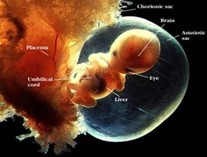 Chorionic sac
Brain
Amniotic
sac
Placenta
Umbilical
cord
Eye
Liver